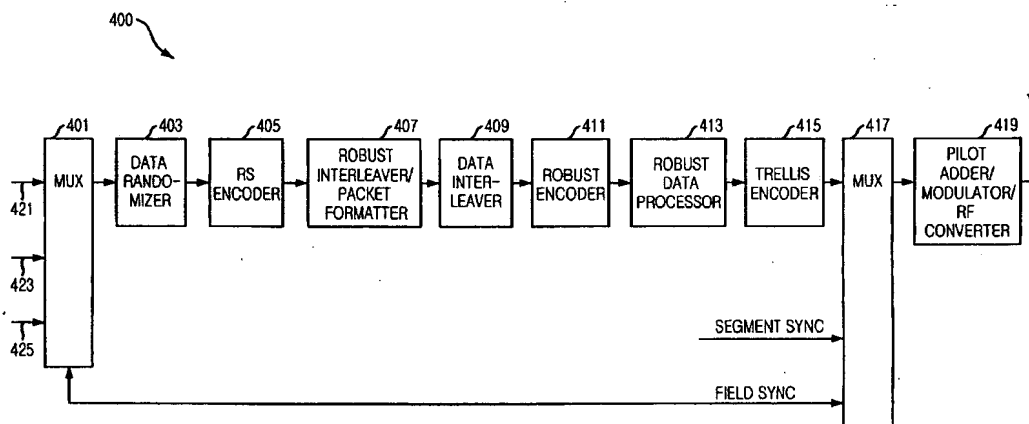 400
401
403
405
407
409
411
413
415
417
419
MUX
DATA
RANDO-
MIZER
RS
ENCODER
ROBUST
INTERLEAVER/
PACKET
FORMATTER
DATA
INTER-
LEAVER
ROBUST
ENCODER
ROBUST
DATA
PROCESSOR
TRELLIS
ENCODER
MUX
PILOT
ADDER/
MODULATOR/
RF
CONVERTER
421
423
425
SEGMENT SYNC
FIELD SYNC